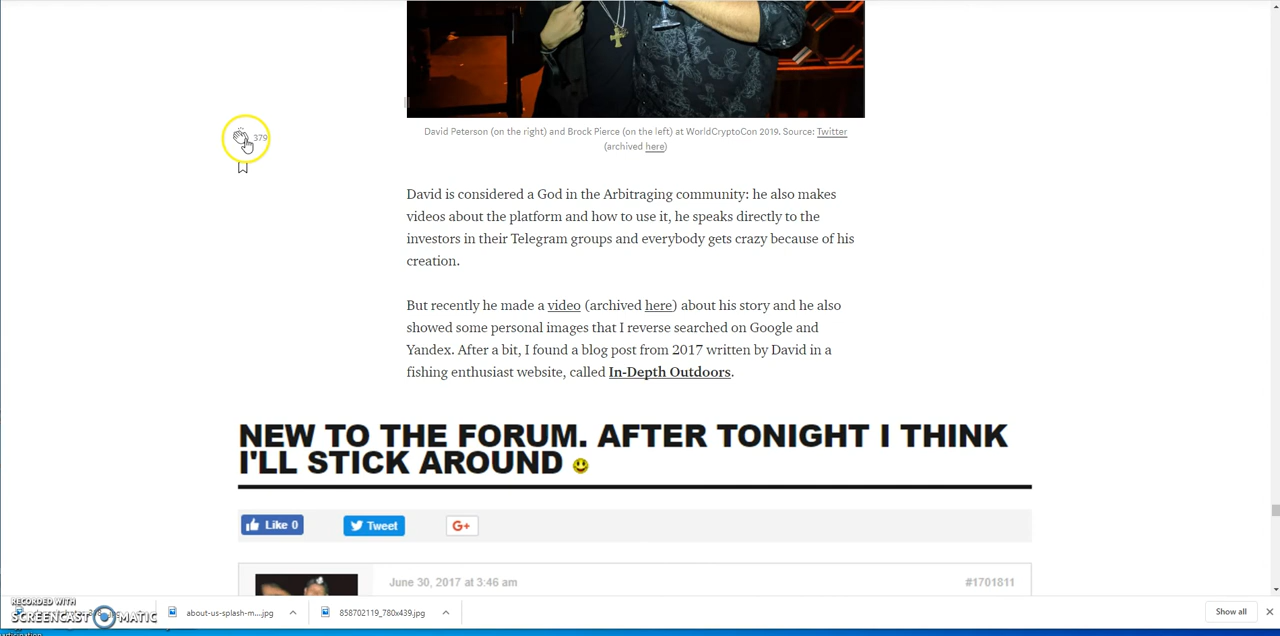 David Peterson (on the right) and Brock Pierce (on the left) at WorldCryptoCon 2019. Source: Twitter
(archived here)
379
David is considered a God in the Arbitraging community: he also makes
videos about the platform and how to use it, he speaks directly to the
investors in their Telegram groups and everybody gets crazy because of his
creation.
But recently he made a video (archived here) about his story and he also
showed some personal images that I reverse searched on Google and
Yandex. After a bit, I found a blog post from 2017 written by David in a
fishing enthusiast website, called In-Depth Outdoors.
NEW TO THE FORUM. AFTER TONIGHT I THINK
I'LL STICK AROUND
Like 0
Tweet
G+
June 30, 2017 at 3:46 am
#1701811
RECORDED WITH
SCREENCAST MATIC
about-us-splash-m....jpg
858702119_780x439.jpg
Show all